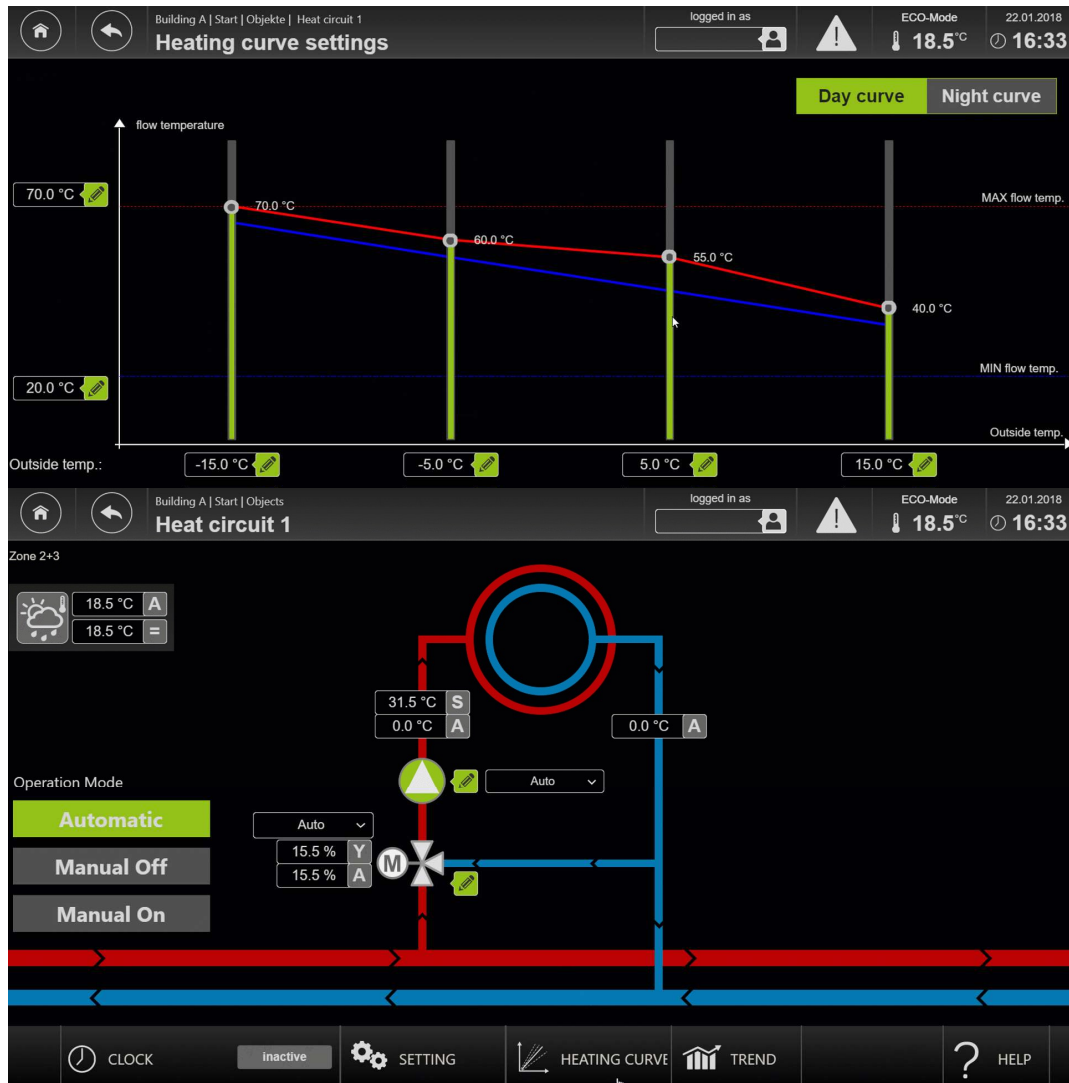 Building A | Start | Objekte | Heat circuit 1
Heating curve settings
logged in as
ECO-Mode
18.5°C
22.01.2018
16:33
Day curve
Night curve
flow temperature
70.0 °C
MAX flow temp.
70.0 °C
60.0 °C
55.0 °C
40.0 °C
20.0 °C
MIN flow temp.
Outside temp.
Outside temp.:
-15.0 °C
-5.0 °C
5.0 °C
15.0 °C
Building A | Start | Objects
Heat circuit 1
logged in as
ECO-Mode
18.5°C
22.01.2018
16:33
Zone 2+3
18.5 °C A
18.5 °C =
31.5 °C S
0.0 °C A
0.0 °C A
Operation Mode
Auto
Automatic
Auto
15.5 % Y
15.5 % A
M
Manual Off
Manual On
CLOCK
inactive
SETTING
HEATING CURVE
TREND
? HELP